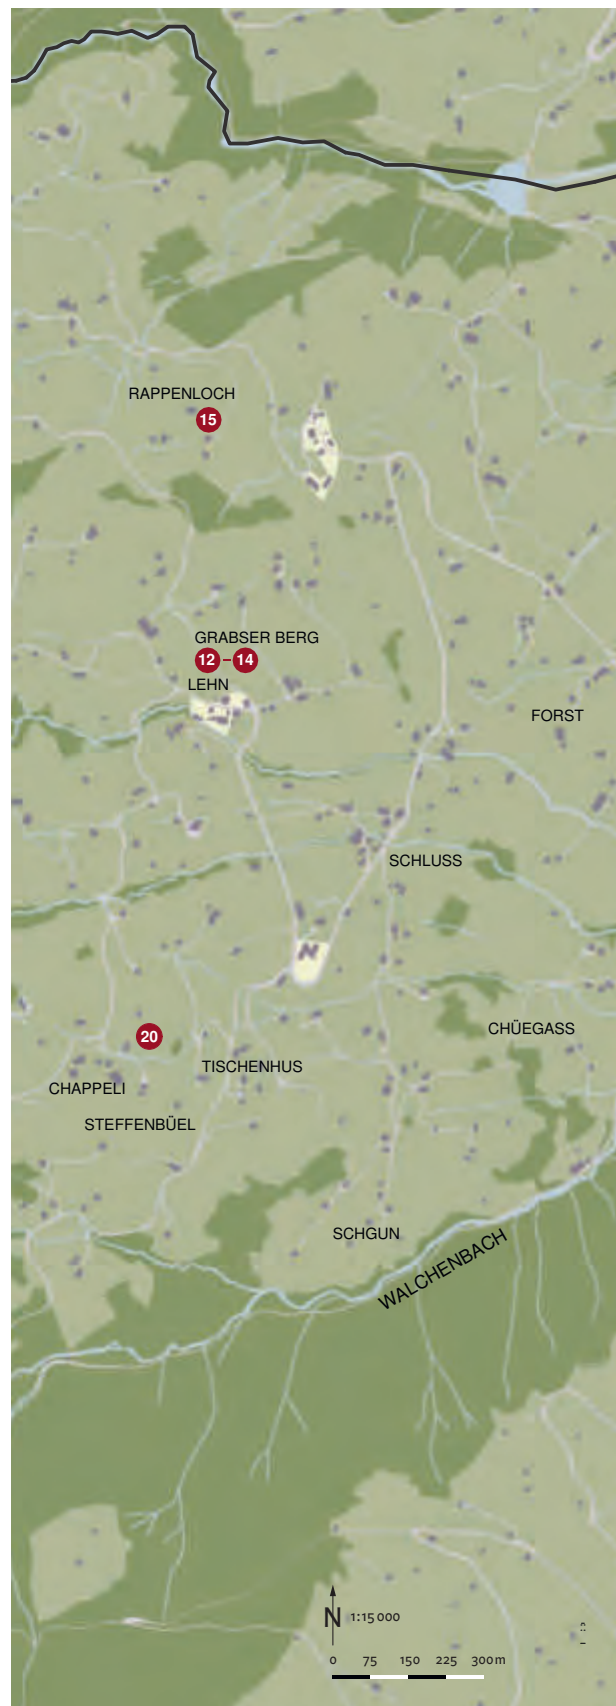 RAPPENLOCH
15
GRABSER BERG
12 – 14
LEHN
FORST
SCHLUSS
20
CHÜEGASS
TISCHENHUS
CHAPPELI
STEFFENBÜEL
SCHGUN
WALCHENBACH
N 1:15 000
0 75 150 225 300 m